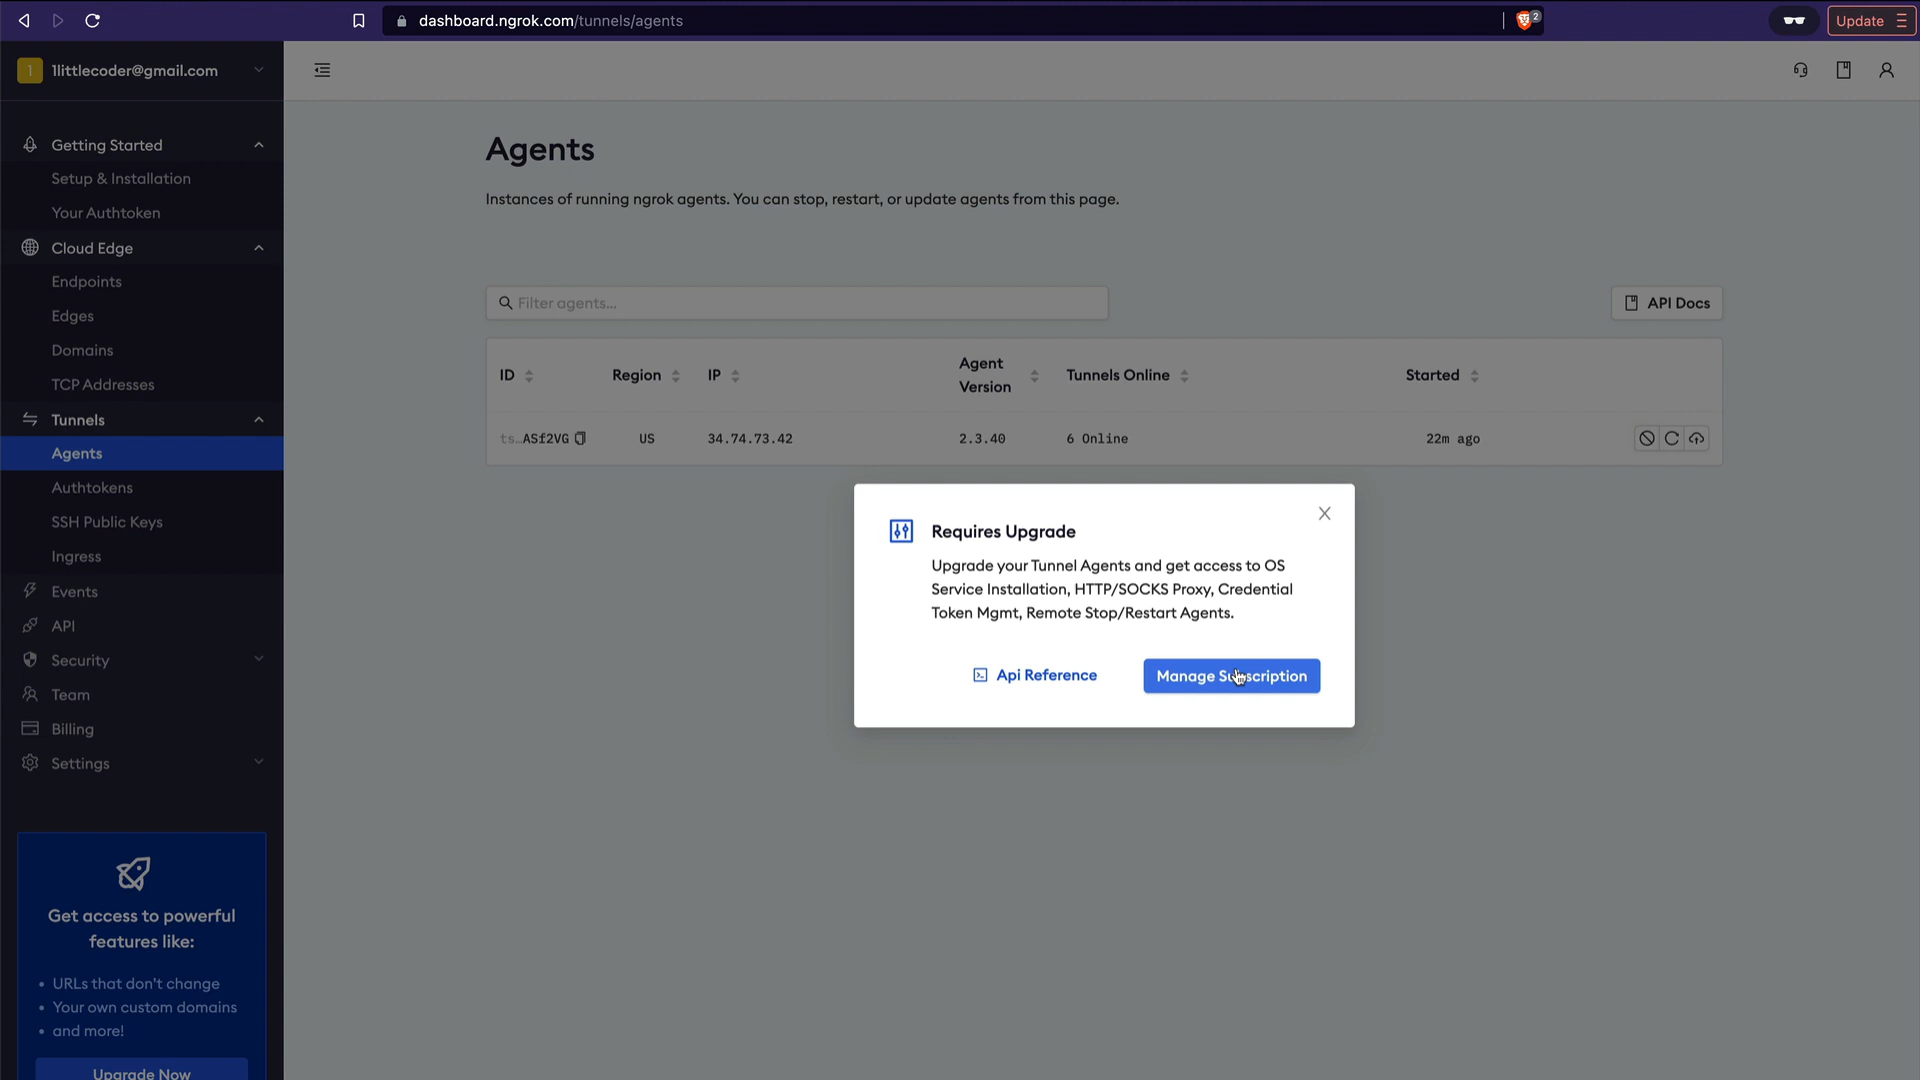 dashboard.ngrok.com/tunnels/agents
2
Update
1
1littlecoder@gmail.com
Getting Started
Setup & Installation
Your Authtoken
Cloud Edge
Endpoints
Edges
Domains
TCP Addresses
Tunnels
Agents
Authtokens
SSH Public Keys
Ingress
Events
API
Security
Team
Billing
Settings
Get access to powerful
features like:
• URLs that don't change
• Your own custom domains
• and more!
Upgrade Now
Agents
Instances of running ngrok agents. You can stop, restart, or update agents from this page.
Filter agents...
API Docs
ID Region IP Agent Version Tunnels Online Started
ts…ASf2VG US 34.74.73.42 2.3.40 6 Online 22m ago
Requires Upgrade
Upgrade your Tunnel Agents and get access to OS
Service Installation, HTTP/SOCKS Proxy, Credential
Token Mgmt, Remote Stop/Restart Agents.
Api Reference
Manage Subscription